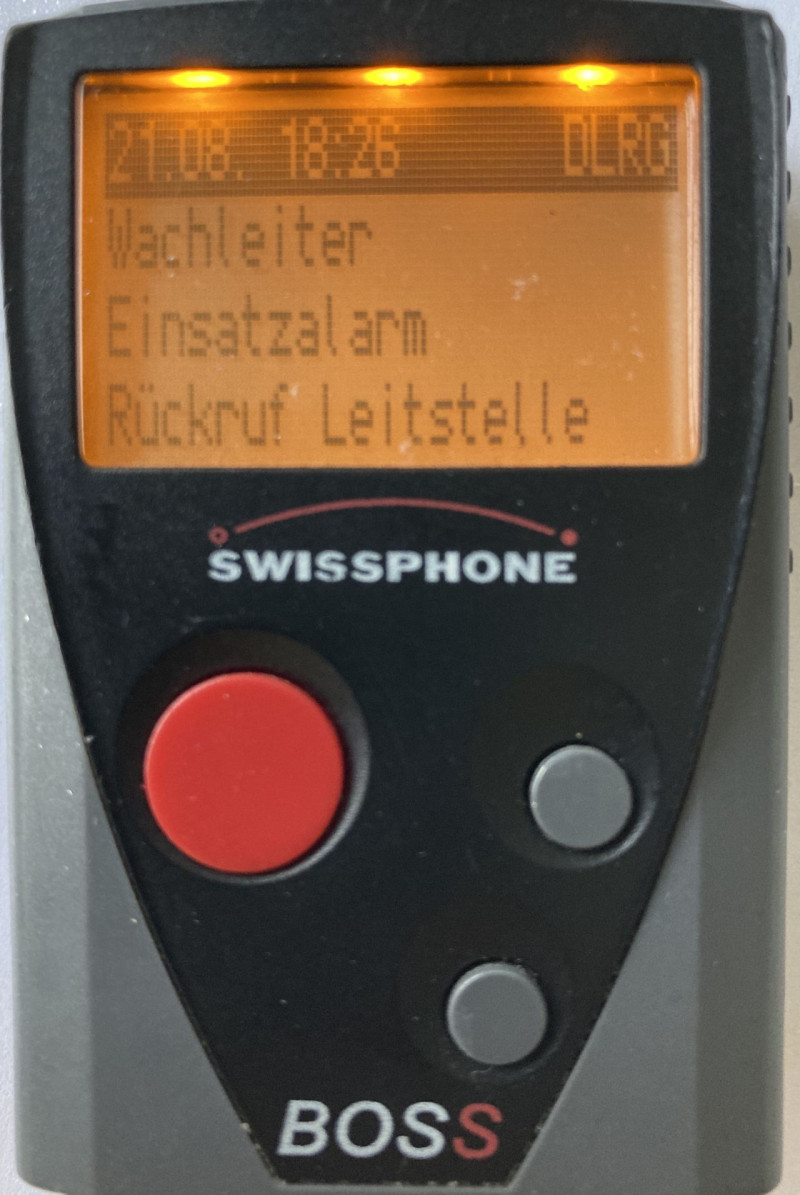 21.08. 18:26 DLRG
Wachleiter
Einsatzalarm
Rückruf Leitstelle
SWISSPHONE
BOSS